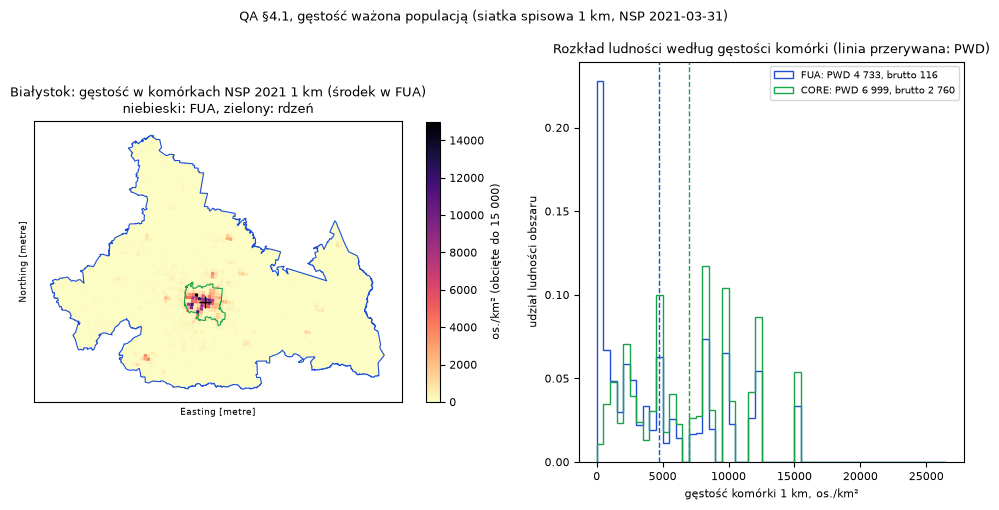 QA §4.1, gęstość ważona populacją (siatka spisowa 1 km, NSP 2021-03-31)
Białystok: gęstość w komórkach NSP 2021 1 km (środek w FUA)
niebieski: FUA, zielony: rdzeń
Northing [metre]
Easting [metre]
14000
12000
10000
8000
6000
4000
2000
0
os./km² (obcięte do 15 000)
Rozkład ludności według gęstości komórki (linia przerywana: PWD)
FUA: PWD 4 733, brutto 116
CORE: PWD 6 999, brutto 2 760
udział ludności obszaru
0.20
0.15
0.10
0.05
0.00
0
5000
10000
15000
20000
25000
gęstość komórki 1 km, os./km²